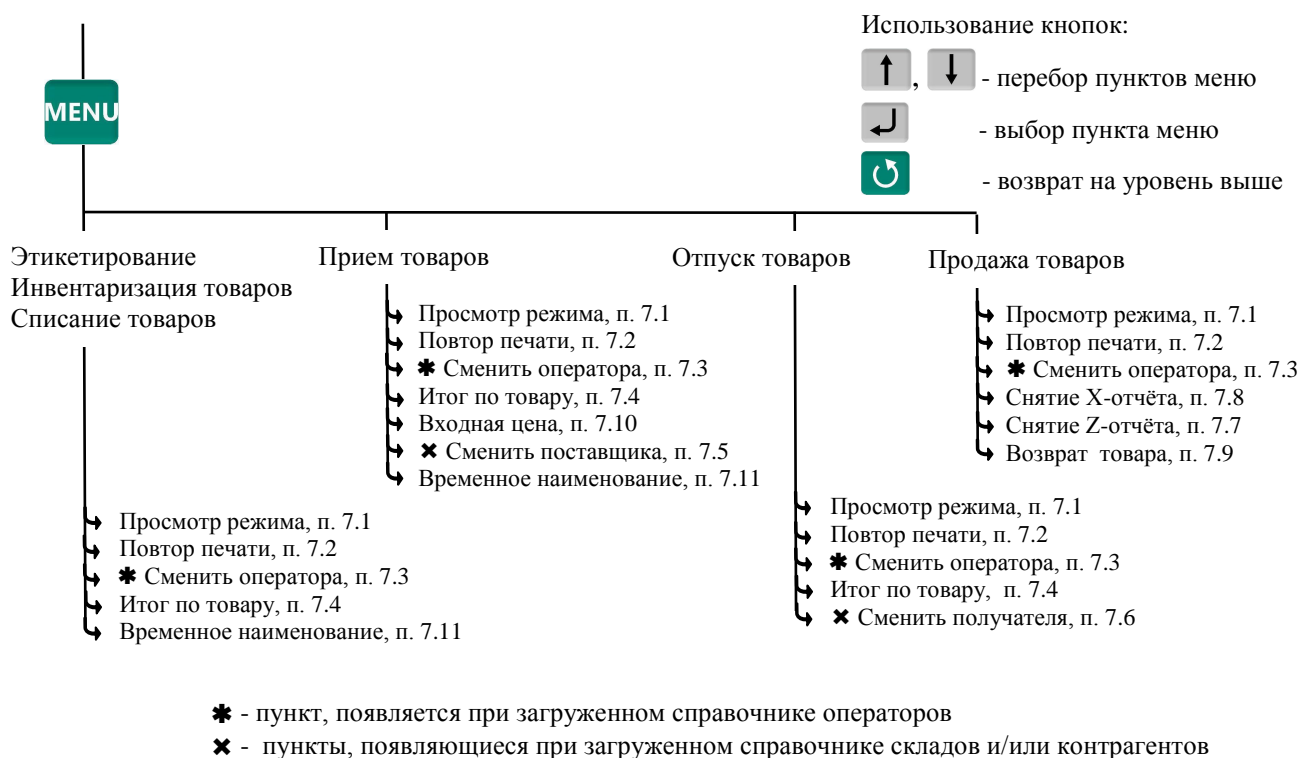 Использование кнопок:
, - перебор пунктов меню
MENU
- выбор пункта меню
- возврат на уровень выше
Этикетирование
Инвентаризация товаров
Списание товаров
Просмотр режима, п. 7.1
Повтор печати, п. 7.2
✱ Сменить оператора, п. 7.3
Итог по товару, п. 7.4
Временное наименование, п. 7.11
Прием товаров
Просмотр режима, п. 7.1
Повтор печати, п. 7.2
✱ Сменить оператора, п. 7.3
Итог по товару, п. 7.4
Входная цена, п. 7.10
✖ Сменить поставщика, п. 7.5
Временное наименование, п. 7.11
Отпуск товаров
Просмотр режима, п. 7.1
Повтор печати, п. 7.2
✱ Сменить оператора, п. 7.3
Итог по товару, п. 7.4
✖ Сменить получателя, п. 7.6
Продажа товаров
Просмотр режима, п. 7.1
Повтор печати, п. 7.2
✱ Сменить оператора, п. 7.3
Снятие X-отчёта, п. 7.8
Снятие Z-отчёта, п. 7.7
Возврат товара, п. 7.9
✱ - пункт, появляется при загруженном справочнике операторов
✖ - пункты, появляющиеся при загруженном справочнике складов и/или контрагентов